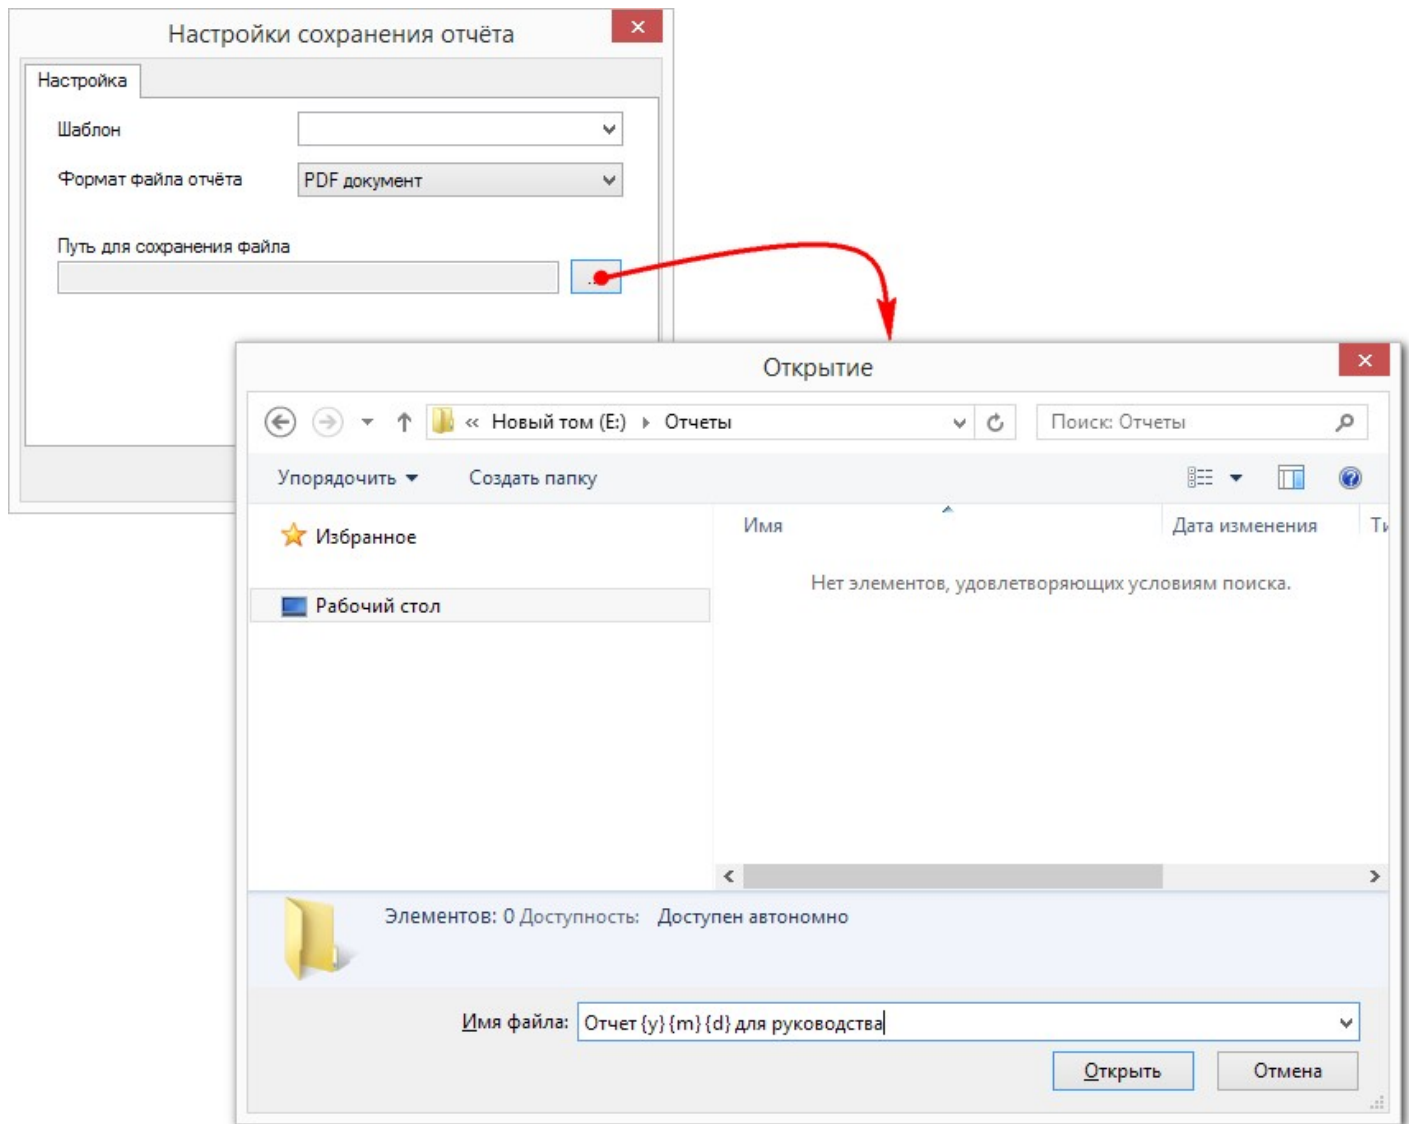 Настройки сохранения отчёта
Настройка
Шаблон
Формат файла отчёта PDF документ
Путь для сохранения файла
Открытие
« Новый том (E:) Отчеты Поиск: Отчеты
Упорядочить Создать папку
Избранное
Имя Дата изменения Ти
Нет элементов, удовлетворяющих условиям поиска.
Рабочий стол
Элементов: 0 Доступность: Доступен автономно
Имя файла: Отчет {y} {m} {d} для руководства
Открыть Отмена